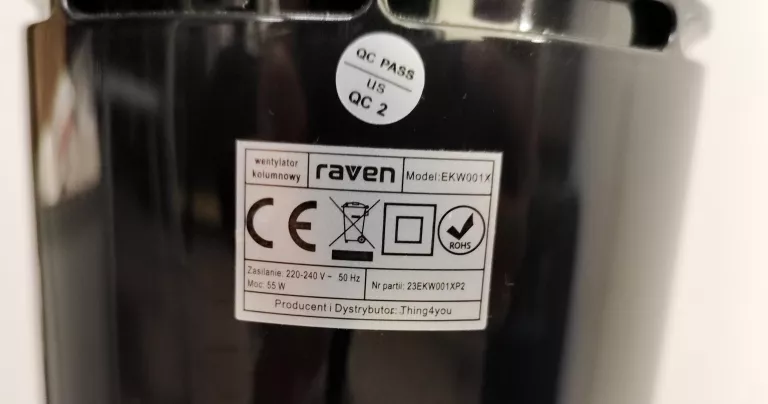 QC PASS
US
QC 2
wentylator
kolumnowy
raven
Model:EKW001X
CE
ROHS
Zasilanie: 220-240 V ~ 50 Hz
Moc: 55 W
Nr partii: 23EKW001XP2
Producent i Dystrybutor: Thing4you